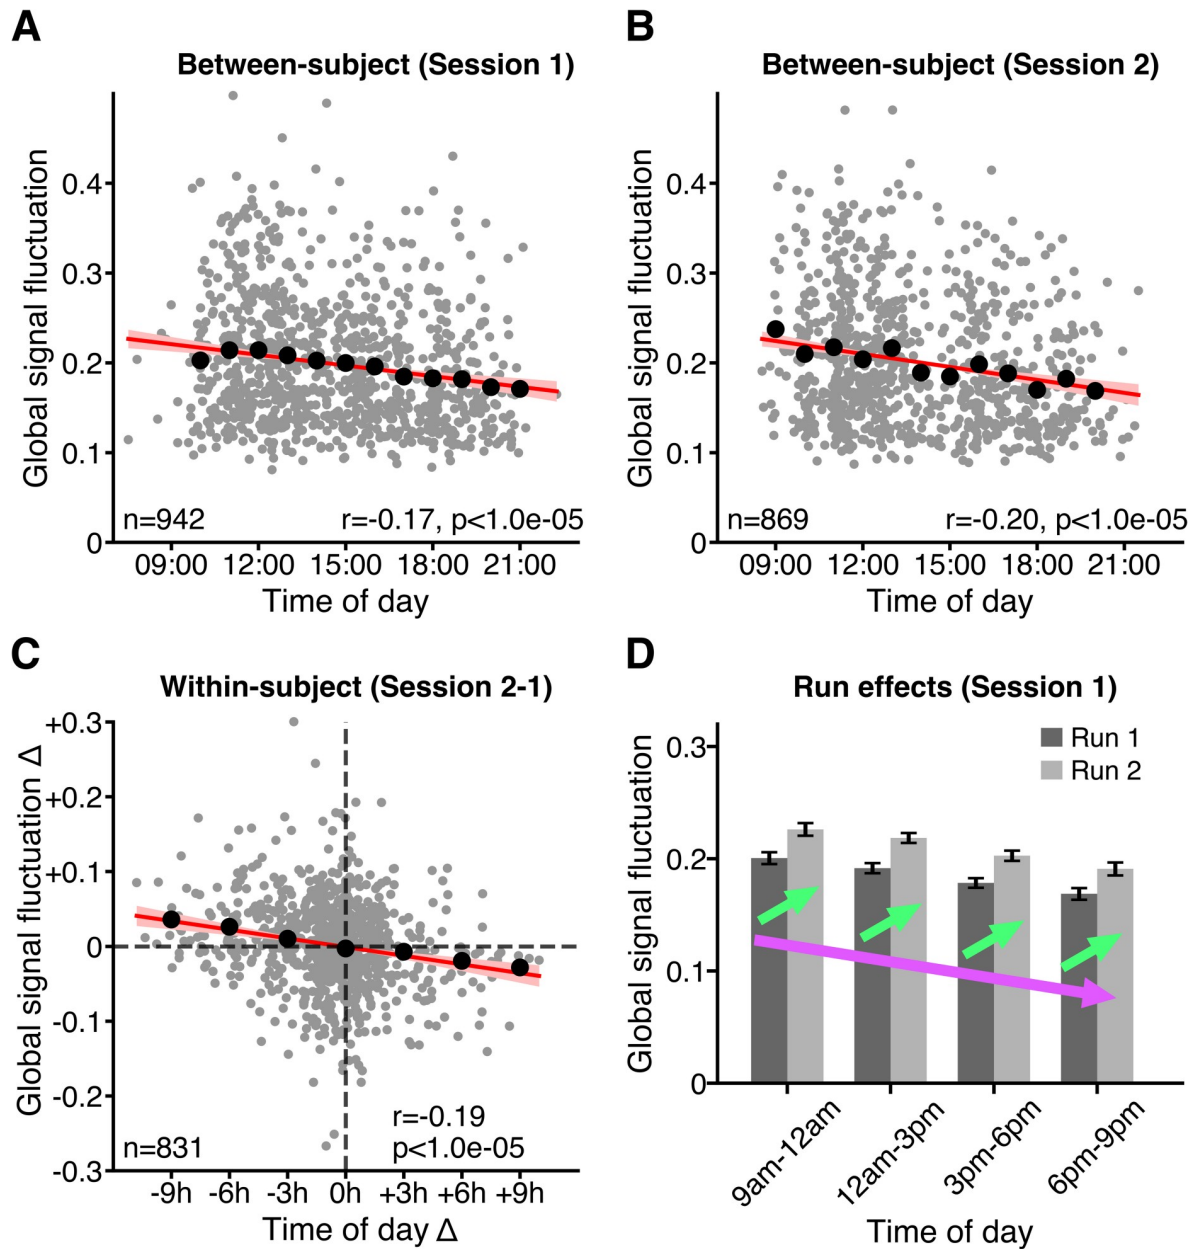 A
Between-subject (Session 1)
Global signal fluctuation
0.4
0.3
0.2
0.1
0
n=942
r=-0.17, p<1.0e-05
09:00 12:00 15:00 18:00 21:00
Time of day
B
Between-subject (Session 2)
Global signal fluctuation
0.4
0.3
0.2
0.1
0
n=869
r=-0.20, p<1.0e-05
09:00 12:00 15:00 18:00 21:00
Time of day
C
Within-subject (Session 2-1)
Global signal fluctuation Δ
+0.3
+0.2
+0.1
0
-0.1
-0.2
-0.3
n=831
r=-0.19
p<1.0e-05
-9h -6h -3h 0h +3h +6h +9h
Time of day Δ
D
Run effects (Session 1)
Global signal fluctuation
0.3
0.2
0.1
0
Run 1
Run 2
9am-12am
12am-3pm
3pm-6pm
6pm-9pm
Time of day